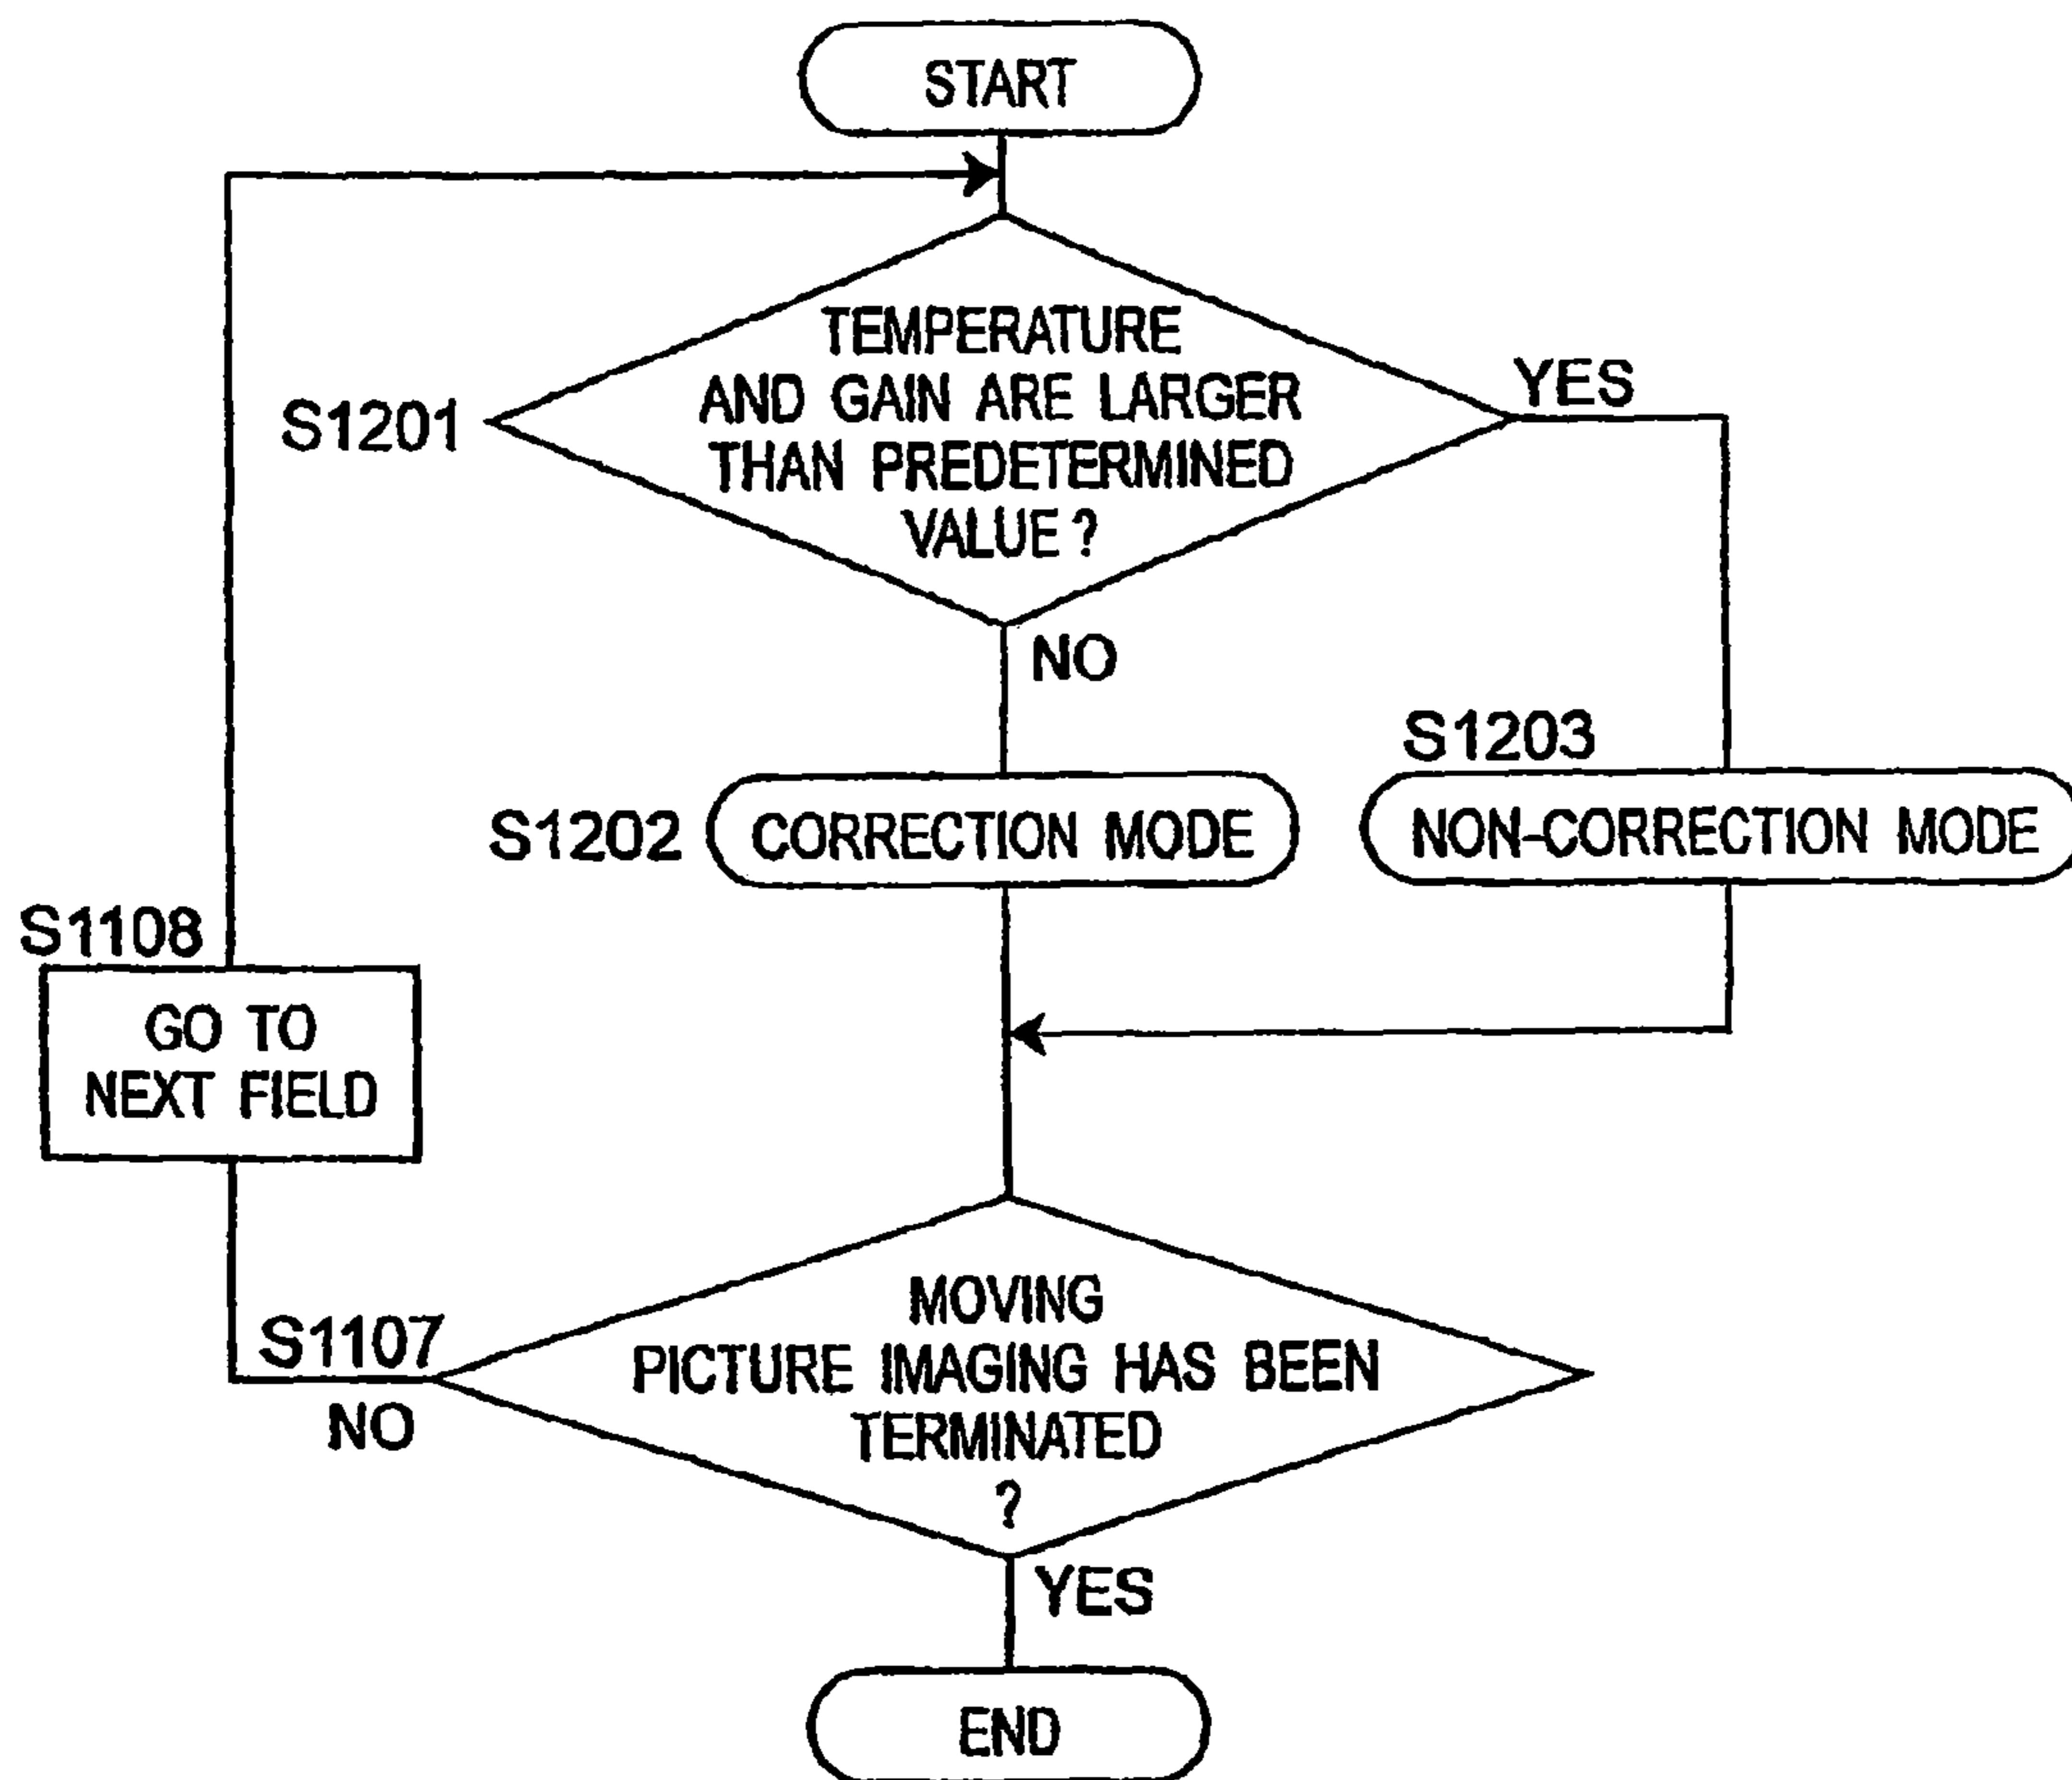 START
TEMPERATURE
AND GAIN ARE LARGER
THAN PREDETERMINED
VALUE?
S1201
YES
NO
S1203
S1202
CORRECTION MODE
NON-CORRECTION MODE
S1108
GO TO
NEXT FIELD
S1107
NO
MOVING
PICTURE IMAGING HAS BEEN
TERMINATED
?
YES
END